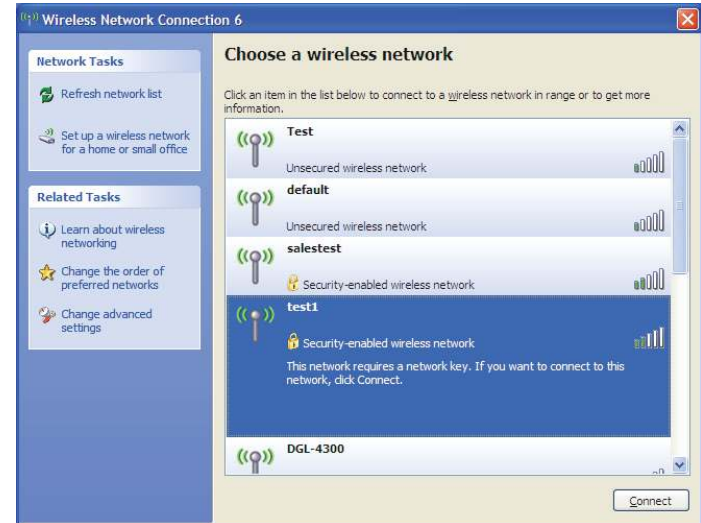 Wireless Network Connection 6
Network Tasks
Refresh network list
Set up a wireless network
for a home or small office
Related Tasks
Learn about wireless
networking
Change the order of
preferred networks
Change advanced
settings
Choose a wireless network
Click an item in the list below to connect to a wireless network in range or to get more
information.
Test
Unsecured wireless network
default
Unsecured wireless network
salestest
Security-enabled wireless network
test1
Security-enabled wireless network
This network requires a network key. If you want to connect to this
network, click Connect.
DGL-4300
Connect